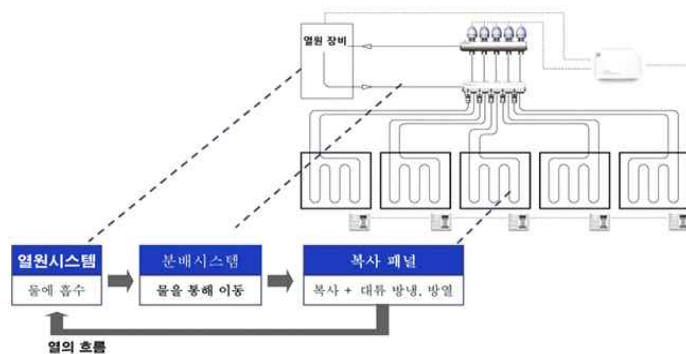 열원 장비
열원시스템
분배시스템
복사 패널
물에 흡수
물을 통해 이동
복사 + 대류 방냉, 방열
열의 흐름